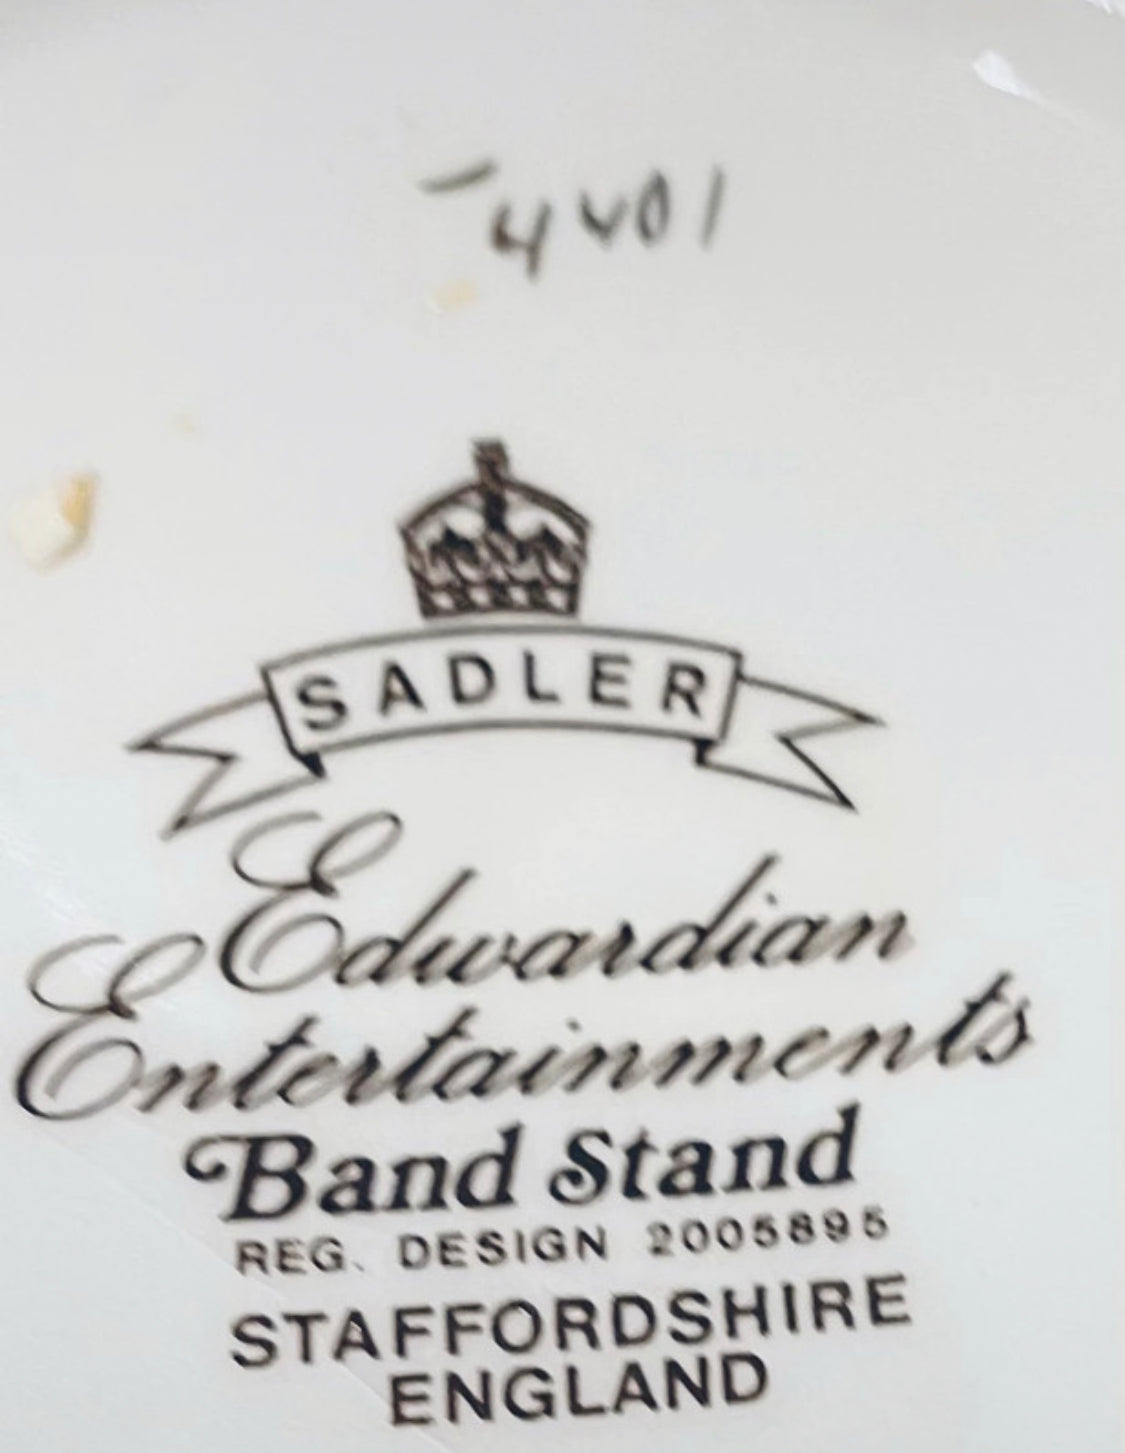 SADLER
Edwardian
Entertainments
Band Stand
REG. DESIGN 2005895
STAFFORDSHIRE
ENGLAND